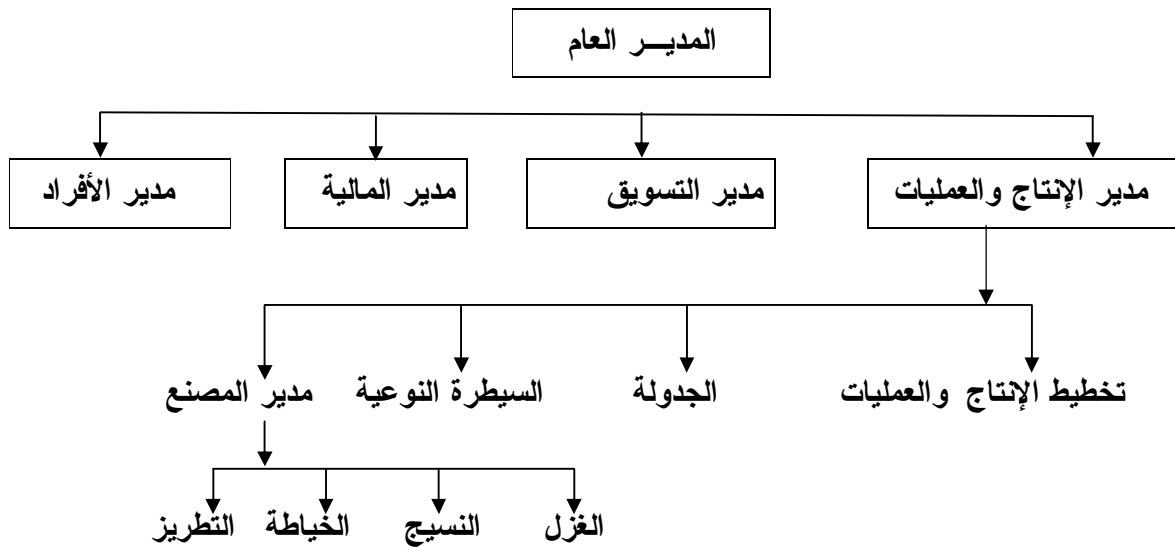 المديـــر العام
مدير الإنتاج والعمليات مدير التسويق مدير المالية مدير الأفراد
تخطيط الإنتاج والعمليات الجدولة السيطرة النوعية مدير المصنع
الغزل النسيج الخياطة التطريز